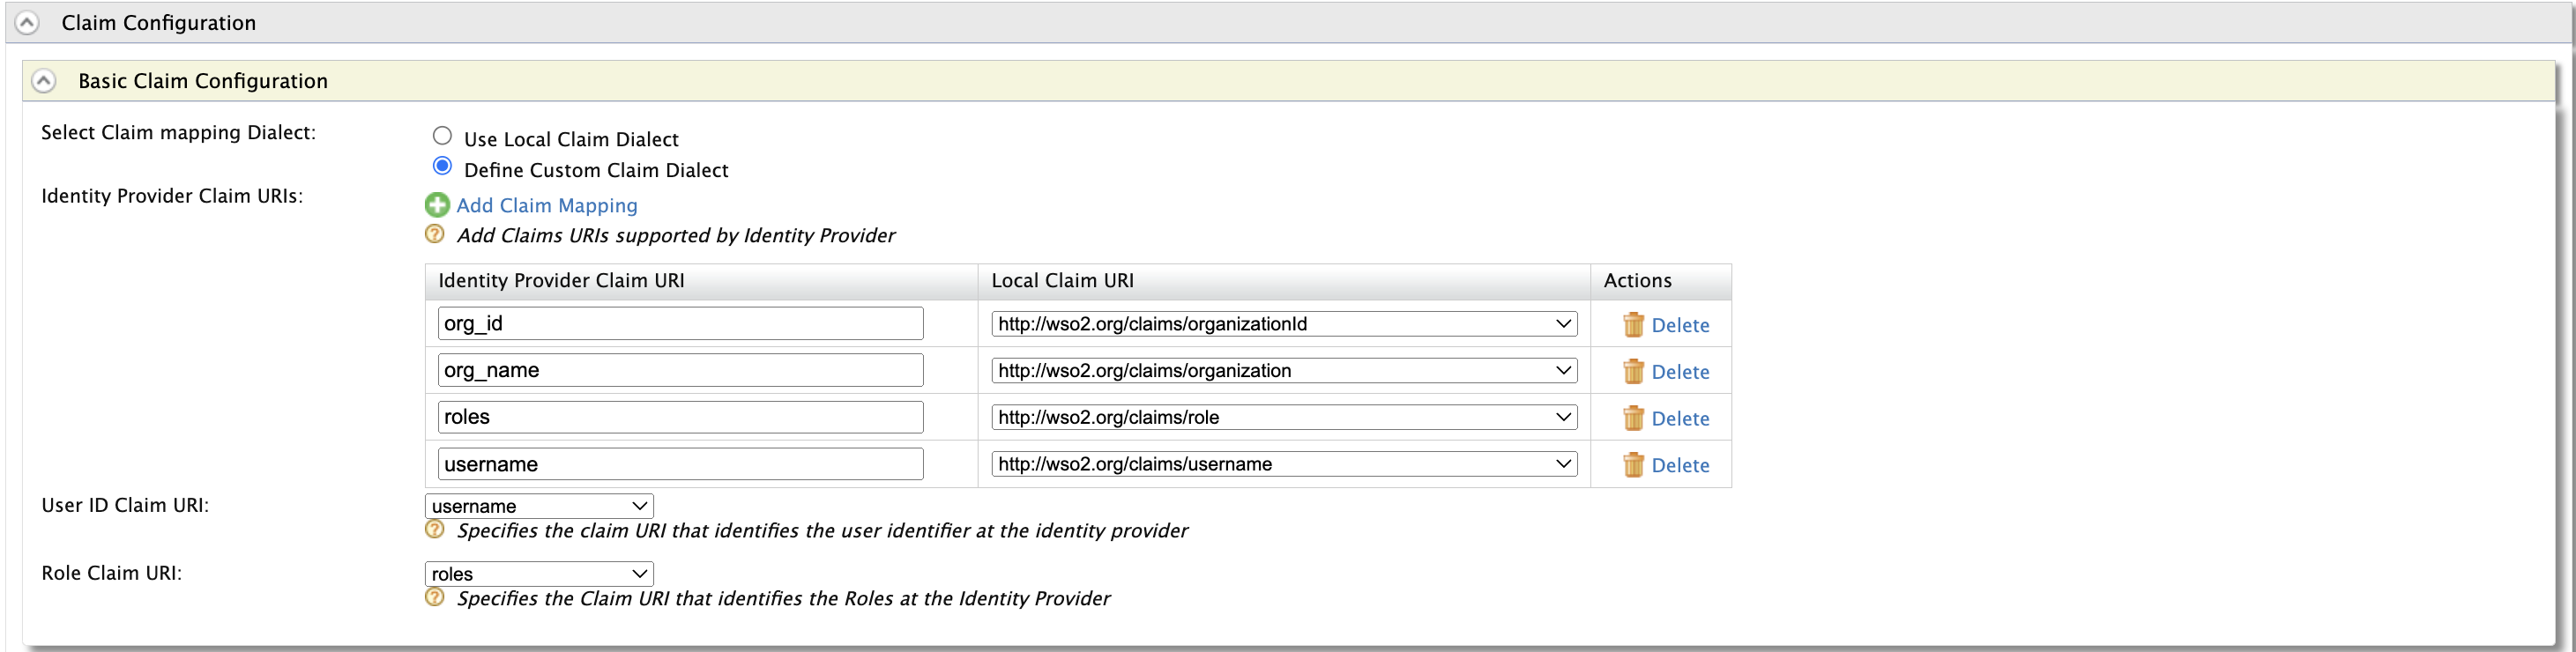 Claim Configuration
Basic Claim Configuration
Select Claim mapping Dialect:
Use Local Claim Dialect
Define Custom Claim Dialect
Identity Provider Claim URIs:
Add Claim Mapping
Add Claims URIs supported by Identity Provider
Identity Provider Claim URI Local Claim URI Actions
org_id http://wso2.org/claims/organizationId Delete
org_name http://wso2.org/claims/organization Delete
roles http://wso2.org/claims/role Delete
username http://wso2.org/claims/username Delete
User ID Claim URI: username
Specifies the claim URI that identifies the user identifier at the identity provider
Role Claim URI: roles
Specifies the Claim URI that identifies the Roles at the Identity Provider